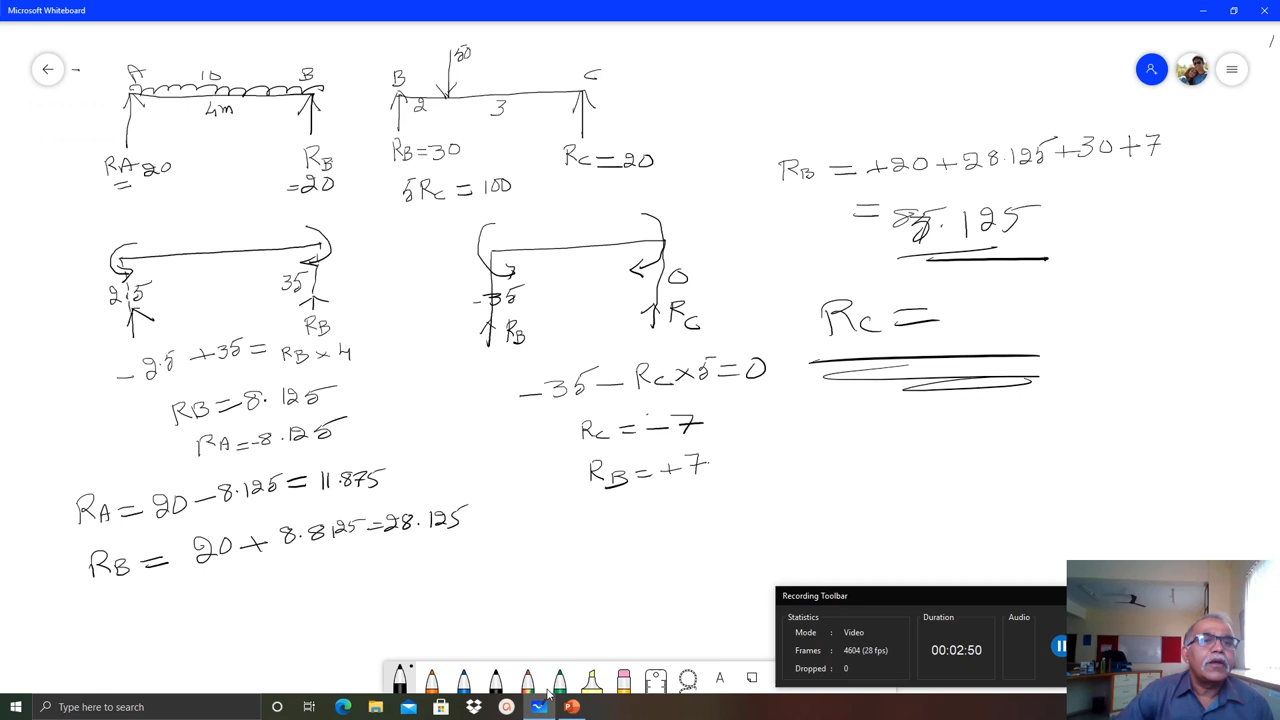 Microsoft Whiteboard
A 10 B
4m
RA = 20
RB = 20
50
B 2 3 C
RB = 30
RC = 20
5RC = 100
2.5 35
RB
-2.5 + 35 = RB × 4
RB = 8.125
RA = -8.125
RA = 20 - 8.125 = 11.875
RB = 20 + 8.8125 = 28.125
-35 0
RB RC
-35 - RC × 5 = 0
RC = -7
RB = +7
RB = +20 + 28.125 + 30 + 7
= 85.125
RC =
Recording Toolbar
Statistics Duration Audio
Mode : Video
Frames : 4604 (28 fps)
Dropped : 0
00:02:50
A
Type here to search